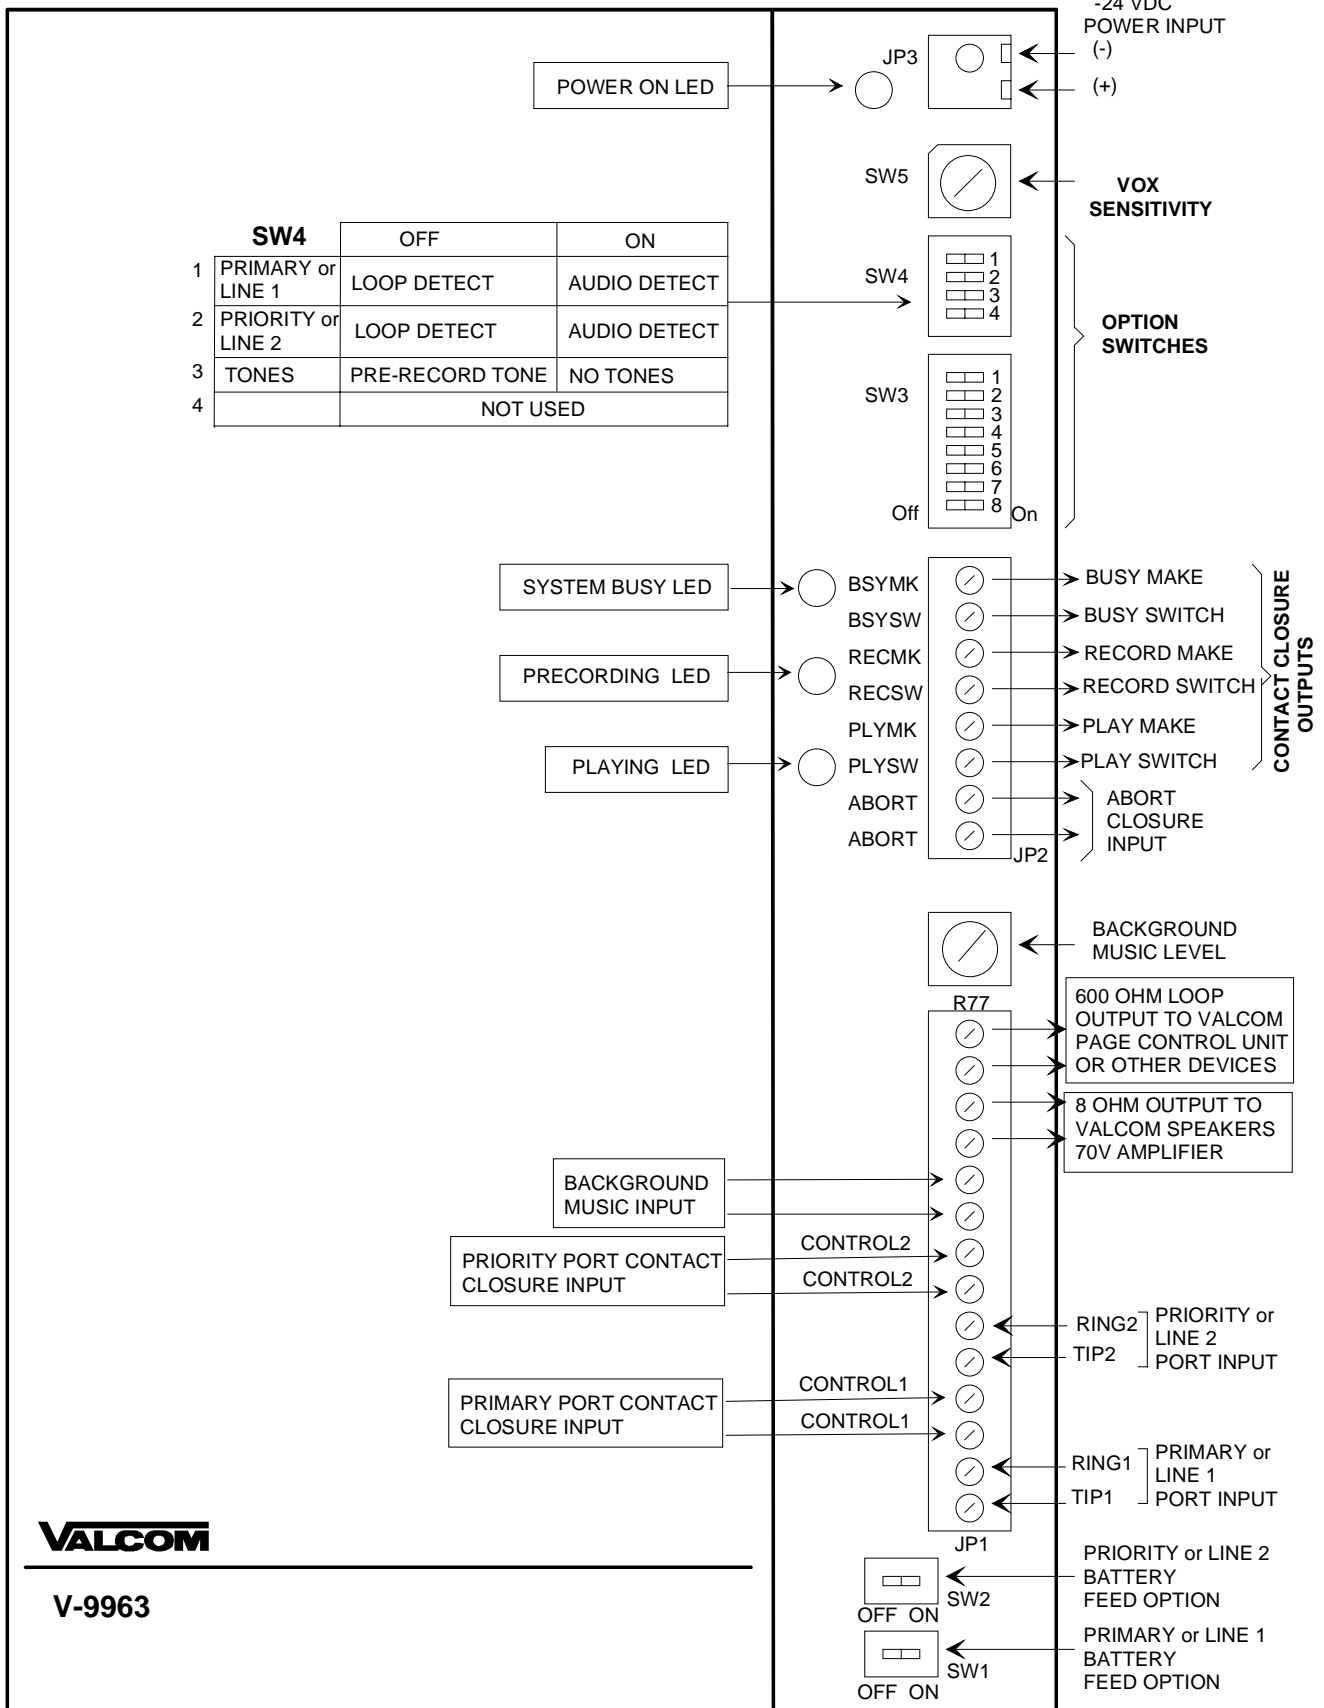 -24 VDC
POWER INPUT
(-)
(+)
JP3
POWER ON LED
SW5
VOX
SENSITIVITY
SW4 OFF ON
1 PRIMARY or
LINE 1 LOOP DETECT AUDIO DETECT
2 PRIORITY or
LINE 2 LOOP DETECT AUDIO DETECT
3 TONES PRE-RECORD TONE NO TONES
4 NOT USED
SW4
1
2
3
4
OPTION
SWITCHES
SW3
1
2
3
4
5
6
7
8
Off
On
SYSTEM BUSY LED
BSYMK
BUSY MAKE
BSYSW
BUSY SWITCH
PRECORDING LED
RECMK
RECORD MAKE
RECSW
RECORD SWITCH
PLYMK
PLAY MAKE
PLAYING LED
PLYSW
PLAY SWITCH
CONTACT CLOSURE
OUTPUTS
ABORT
ABORT
ABORT
CLOSURE
INPUT
JP2
BACKGROUND
MUSIC LEVEL
R77
600 OHM LOOP
OUTPUT TO VALCOM
PAGE CONTROL UNIT
OR OTHER DEVICES
8 OHM OUTPUT TO
VALCOM SPEAKERS
70V AMPLIFIER
BACKGROUND
MUSIC INPUT
PRIORITY PORT CONTACT
CLOSURE INPUT
CONTROL2
CONTROL2
RING2
TIP2
PRIORITY or
LINE 2
PORT INPUT
PRIMARY PORT CONTACT
CLOSURE INPUT
CONTROL1
CONTROL1
RING1
TIP1
PRIMARY or
LINE 1
PORT INPUT
JP1
VALCOM
V-9963
PRIORITY or LINE 2
BATTERY
FEED OPTION
SW2
OFF ON
PRIMARY or LINE 1
BATTERY
FEED OPTION
SW1
OFF ON